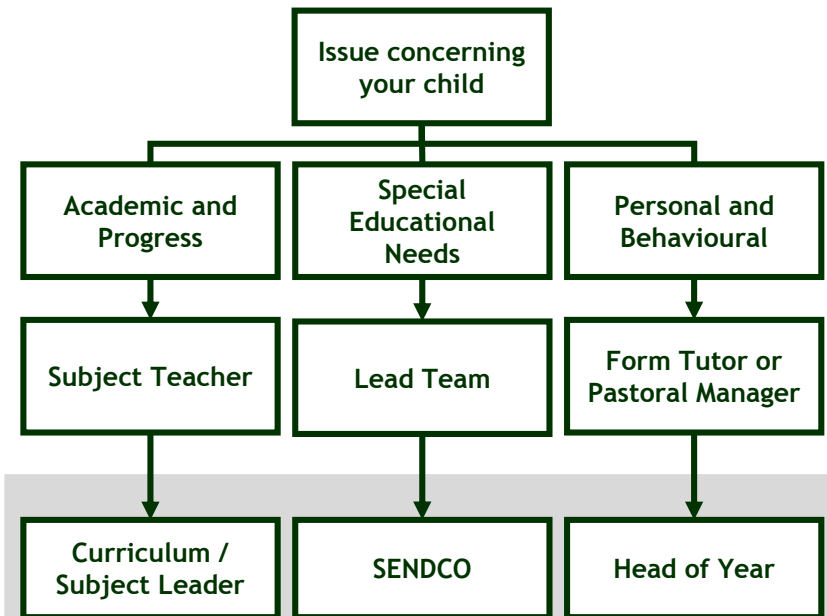 Issue concerning
your child
Academic and
Progress
Special
Educational
Needs
Personal and
Behavioural
Subject Teacher
Lead Team
Form Tutor or
Pastoral Manager
Curriculum /
Subject Leader
SENDCO
Head of Year